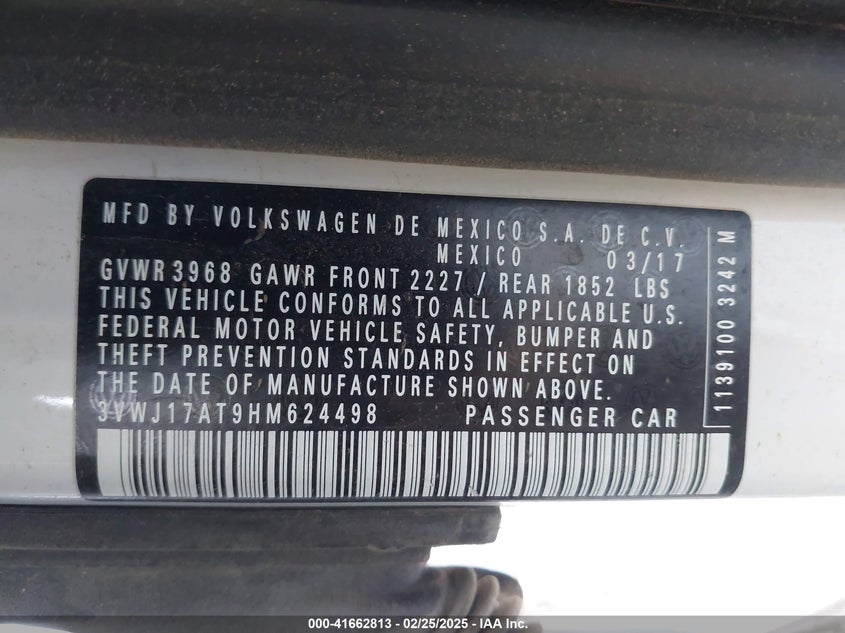 MFD BY VOLKSWAGEN DE MEXICO S.A. DE C.V.
MEXICO 03/17
GVWR 3968 GAWR FRONT 2227 / REAR 1852 LBS
THIS VEHICLE CONFORMS TO ALL APPLICABLE U.S.
FEDERAL MOTOR VEHICLE SAFETY, BUMPER AND
THEFT PREVENTION STANDARDS IN EFFECT ON
THE DATE OF MANUFACTURE SHOWN ABOVE.
3VWJ17AT9HM624498 PASSENGER CAR
1139100 3242 M
000-41662813 - 02/25/2025 - IAA Inc.